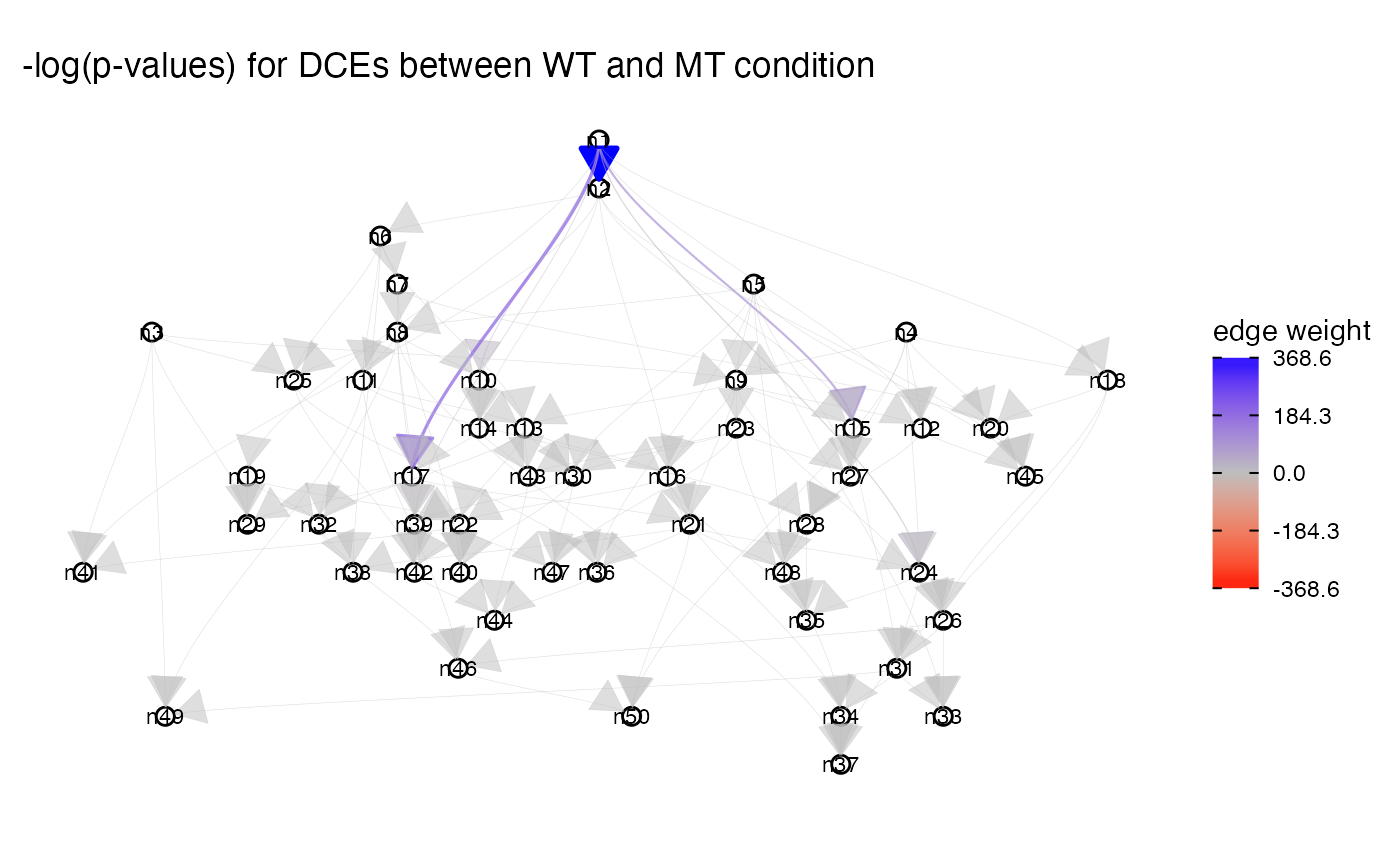 -log(p-values) for DCEs between WT and MT condition
n1
n2
n6
n7 n5
n3 n8 n4
n25 n11 n10 n9 n18
n14 n13 n23 n15 n12 n20
n19 n17 n43 n30 n16 n27 n45
n29 n32 n39 n22 n21 n28
n41 n38 n42 n40 n47 n36 n48 n24
n44 n35 n26
n46 n31
n49 n50 n34 n33
n37
edge weight
368.6
184.3
0.0
-184.3
-368.6